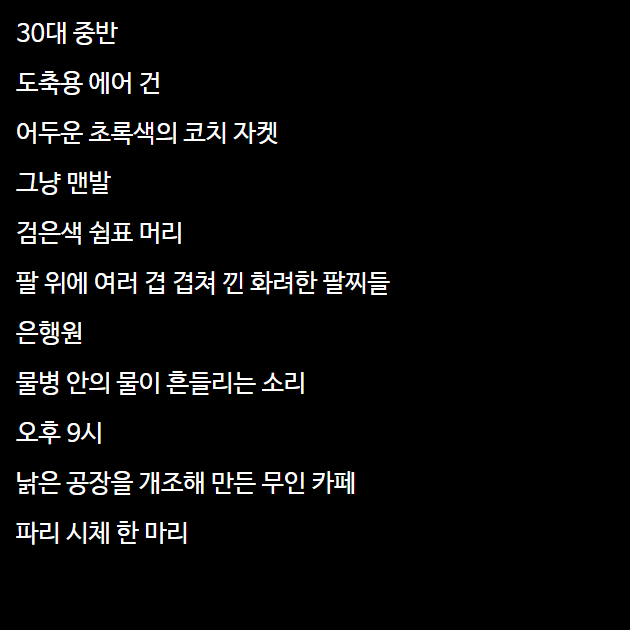 30대 중반
도축용 에어 건
어두운 초록색의 코치 자켓
그냥 맨발
검은색 쉼표 머리
팔 위에 여러 겹 겹쳐 낀 화려한 팔찌들
은행원
물병 안의 물이 흔들리는 소리
오후 9시
낡은 공장을 개조해 만든 무인 카페
파리 시체 한 마리